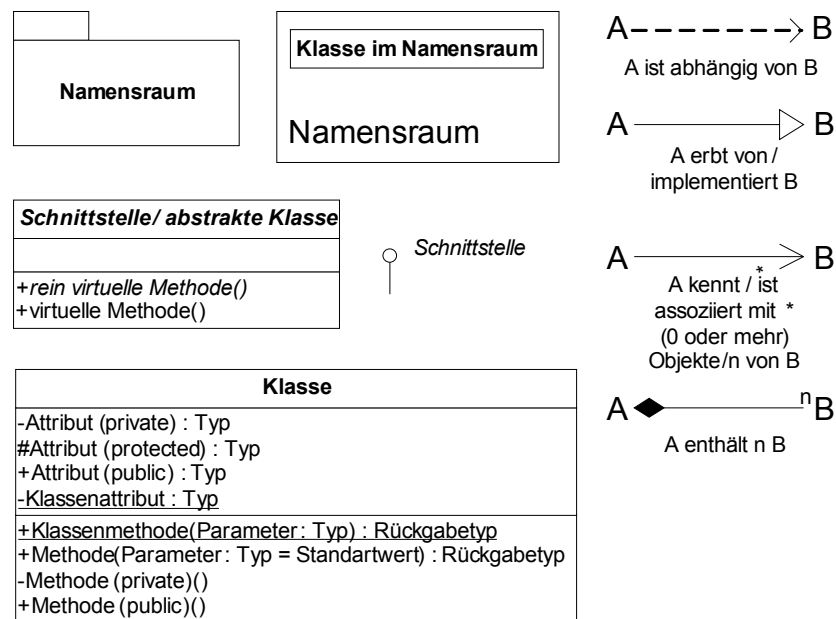 Namensraum
Klasse im Namensraum
Namensraum
A
B
A ist abhängig von B
A
B
A erbt von /
implementiert B
Schnittstelle/ abstrakte Klasse
+rein virtuelle Methode()
+virtuelle Methode()
Schnittstelle
A
B
*
A kennt / ist
assoziiert mit *
(0 oder mehr)
Objekte/n von B
A
n
B
A enthält n B
Klasse
-Attribut (private) : Typ
#Attribut (protected) : Typ
+Attribut (public) : Typ
-Klassenattribut : Typ
+Klassenmethode(Parameter : Typ) : Rückgabetyp
+Methode(Parameter : Typ = Standartwert) : Rückgabetyp
-Methode (private)()
+Methode (public)()